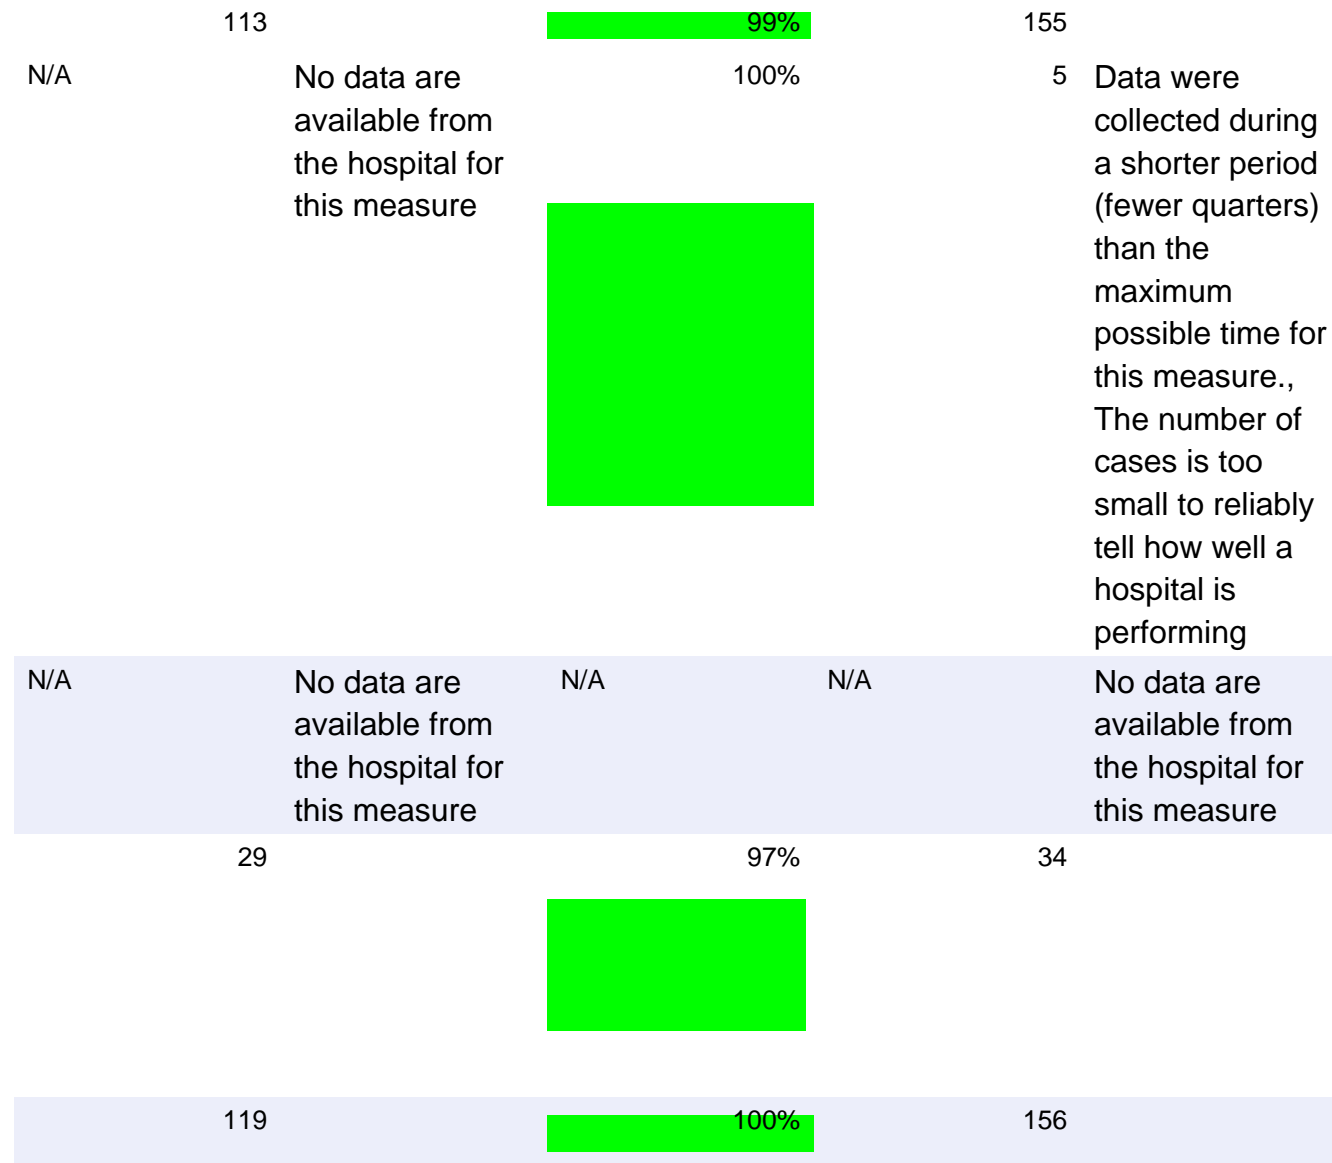 113 99% 155
N/A No data are 100% 5 Data were
available from collected during
the hospital for a shorter period
this measure (fewer quarters)
than the
maximum
possible time for
this measure.,
The number of
cases is too
small to reliably
tell how well a
hospital is
performing
N/A No data are N/A N/A No data are
available from available from
the hospital for the hospital for
this measure this measure
29 97% 34
119 100% 156